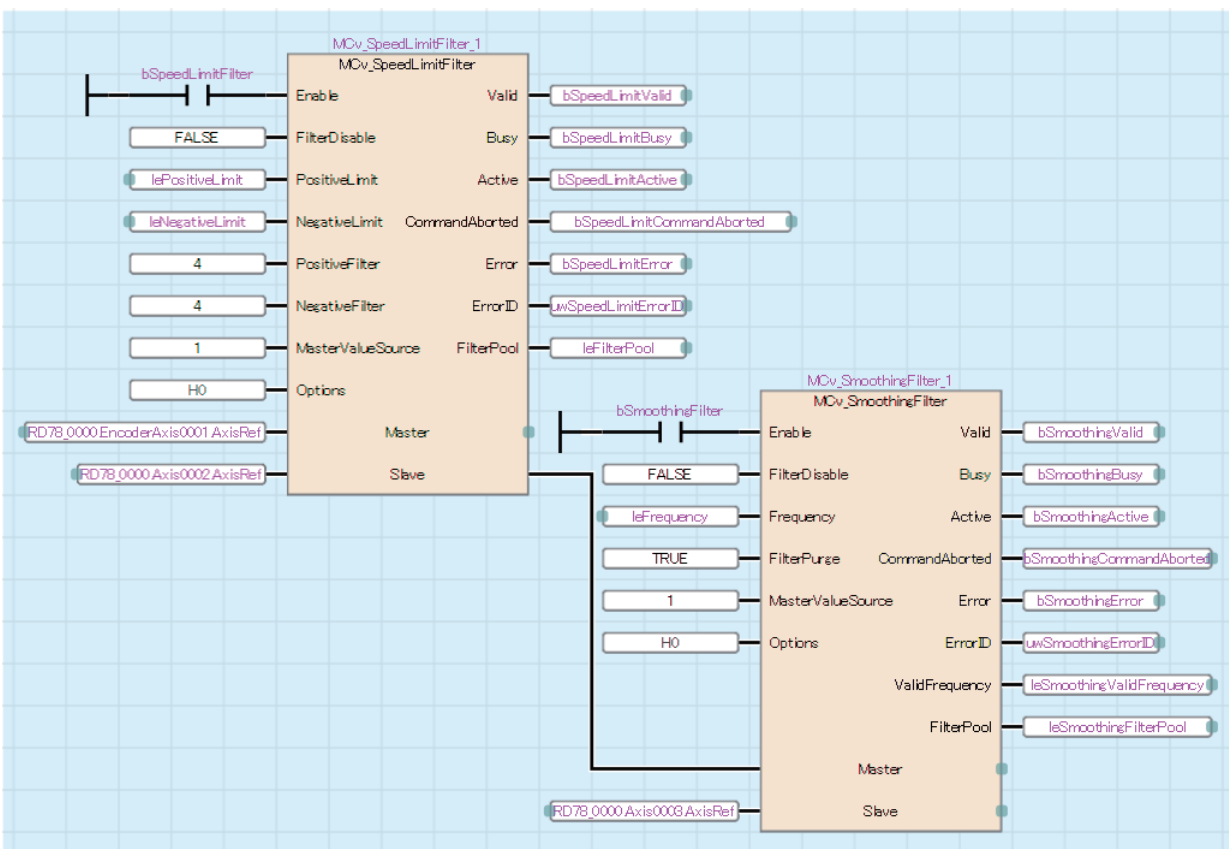 MCv_SpeedLimitFilter_1
MCv_SpeedLimitFilter
bSpeedLimitFilter
Enable Valid bSpeedLimitValid
FALSE FilterDisable Busy bSpeedLimitBusy
lePositiveLimit PositiveLimit Active bSpeedLimitActive
leNegativeLimit NegativeLimit CommandAborted bSpeedLimitCommandAborted
4 PositiveFilter Error bSpeedLimitError
4 NegativeFilter ErrorID uwSpeedLimitErrorID
1 MasterValueSource FilterPool leFilterPool
H0 Options
RD78_0000.EncoderAxis0001.AxisRef Master
RD78_0000.Axis0002.AxisRef Slave
MCv_SmoothingFilter_1
MCv_SmoothingFilter
bSmoothingFilter
Enable Valid bSmoothingValid
FALSE FilterDisable Busy bSmoothingBusy
leFrequency Frequency Active bSmoothingActive
TRUE FilterPurge CommandAborted bSmoothingCommandAborted
1 MasterValueSource Error bSmoothingError
H0 Options ErrorID uwSmoothingErrorID
ValidFrequency leSmoothingValidFrequency
FilterPool leSmoothingFilterPool
Master
RD78_0000.Axis0003.AxisRef Slave